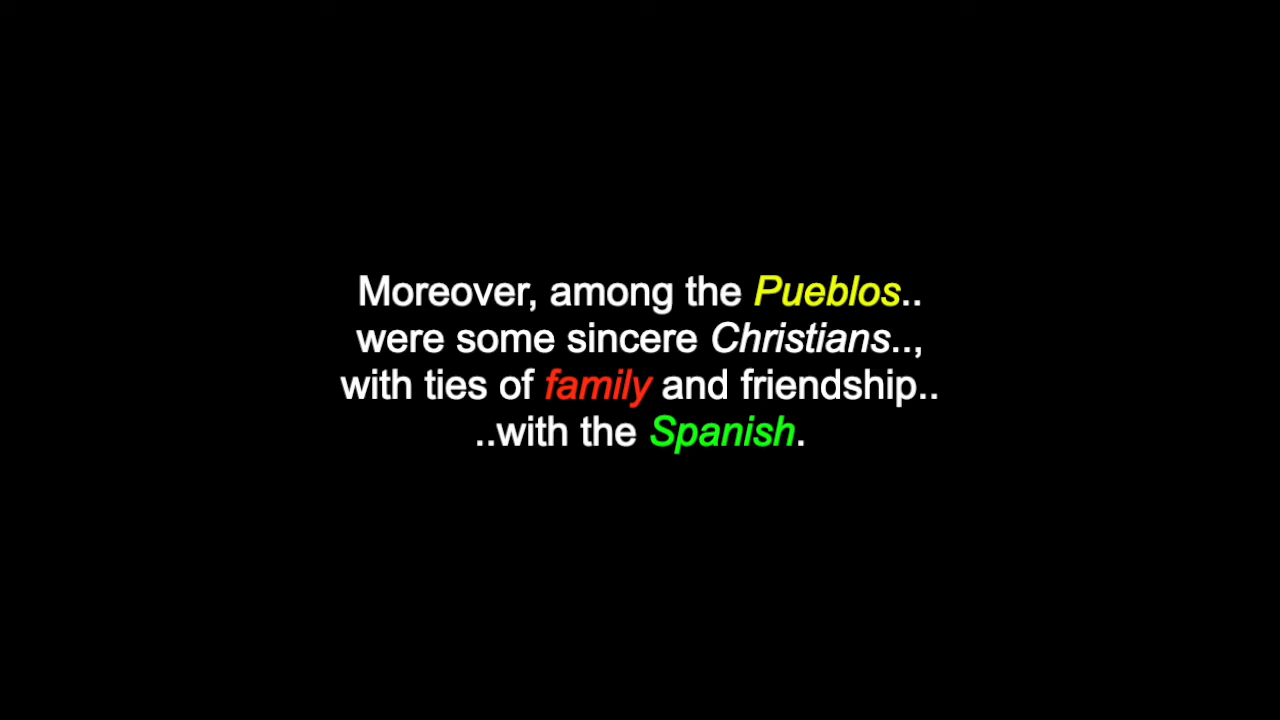 Moreover, among the Pueblos..
were some sincere Christians..,
with ties of family and friendship..
..with the Spanish.